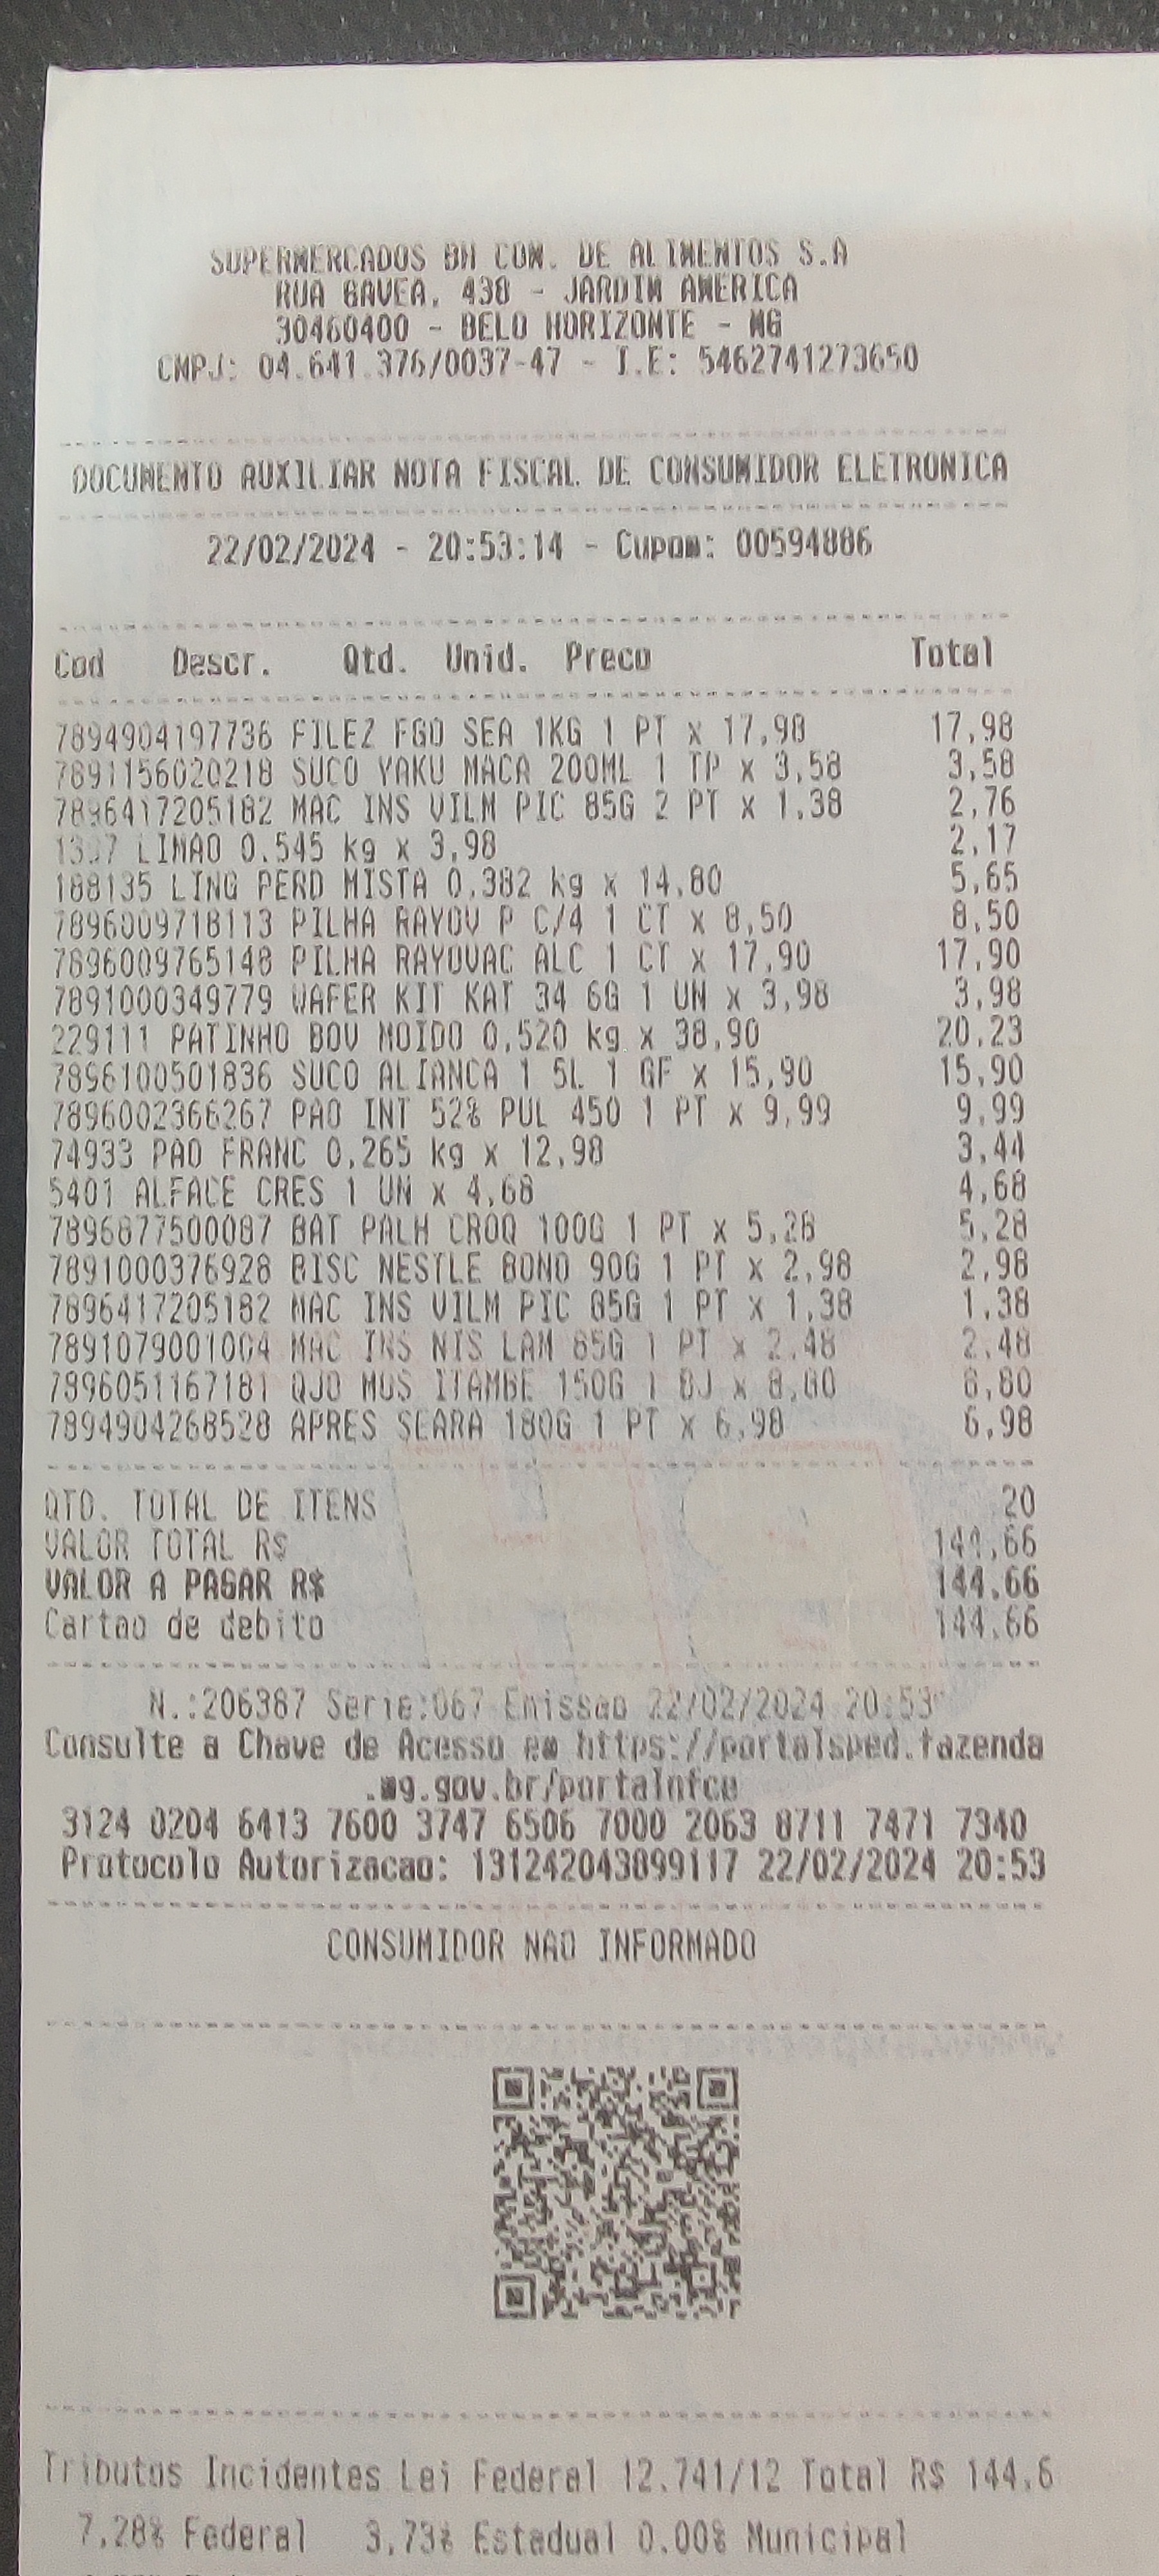 SUPERMERCADOS BH COM. DE ALIMENTOS S.A
RUA GAVEA, 438 - JARDIM AMERICA
30460400 - BELO HORIZONTE - MG
CNPJ: 04.641.376/0037-47 - I.E: 5462741273650
DOCUMENTO AUXILIAR NOTA FISCAL DE CONSUMIDOR ELETRONICA
22/02/2024 - 20:53:14 - Cupom: 00594886
Cod Descr. Qtd. Unid. Preco Total
7894904197736 FILEZ FGO SEA 1KG 1 PT x 17,98 17,98
7891156020218 SUCO YAKU MACA 200ML 1 TP x 3,58 3,58
7896417205182 MAC INS VILM PIC 85G 2 PT x 1,38 2,76
LIMAO 0.545 kg x 3,98 2,17
188135 LING PERD MISTA 0,382 kg x 14,80 5,65
7896009718113 PILHA RAYOV P C/4 1 CT x 8,50 8,50
7896009765148 PILHA RAYOVAC ALC 1 CT x 17,90 17,90
7891000349779 WAFER KIT KAT 34 6G 1 UN x 3,98 3,98
229111 PATINHO BOV MOIDO 0,520 kg x 38,90 20,23
7896100501836 SUCO ALIANCA 1 5L 1 GF x 15,90 15,90
7896002366267 PAO INT 52% PUL 450 1 PT x 9,99 9,99
74933 PAO FRANC 0,265 kg x 12,98 3,44
5401 ALFACE CRES 1 UN x 4,68 4,68
7896877500087 BAT PALH CROQ 100G 1 PT x 5,28 5,28
7891000376928 BISC NESTLE BONO 90G 1 PT x 2,98 2,98
7896417205182 MAC INS VILM PIC 85G 1 PT x 1,38 1,38
7891079001004 MAC INS NIS LAM 85G 1 PT x 2,48 2,48
7896051167181 QJO MUS ITAMBE 150G 1 BJ x 8,80 8,80
7894904268528 APRES SEARA 180G 1 PT x 6,98 6,98
QTD. TOTAL DE ITENS 20
VALOR TOTAL R$ 144,66
VALOR A PAGAR R$ 144,66
Cartao de debito 144,66
N.:206387 Serie:067 Emissao 22/02/2024 20:53
Consulte a Chave de Acesso em https://portalsped.fazenda
.mg.gov.br/portalnfce
3124 0204 6413 7600 3747 6506 7000 2063 8711 7471 7340
Protocolo Autorizacao: 131242043899117 22/02/2024 20:53
CONSUMIDOR NAO INFORMADO
Tributos Incidentes Lei Federal 12.741/12 Total R$ 144,6
7,28% Federal 3,73% Estadual 0.00% Municipal